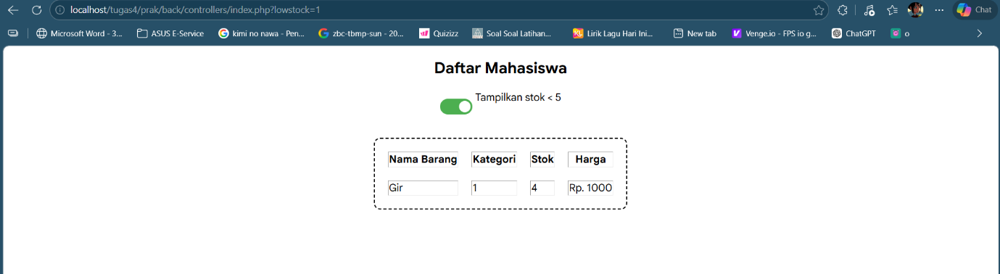 localhost/tugas4/prak/back/controllers/index.php?lowstock=1
Chat
Microsoft Word - 3... ASUS E-Service kimi no nawa - Pen... zbc-tbmp-sun - 20... Quizizz Soal Soal Latihan... Lirik Lagu Hari Ini... New tab Venge.io - FPS io g... ChatGPT o
Daftar Mahasiswa
Tampilkan stok < 5
Nama Barang Kategori Stok Harga
Gir 1 4 Rp. 1000